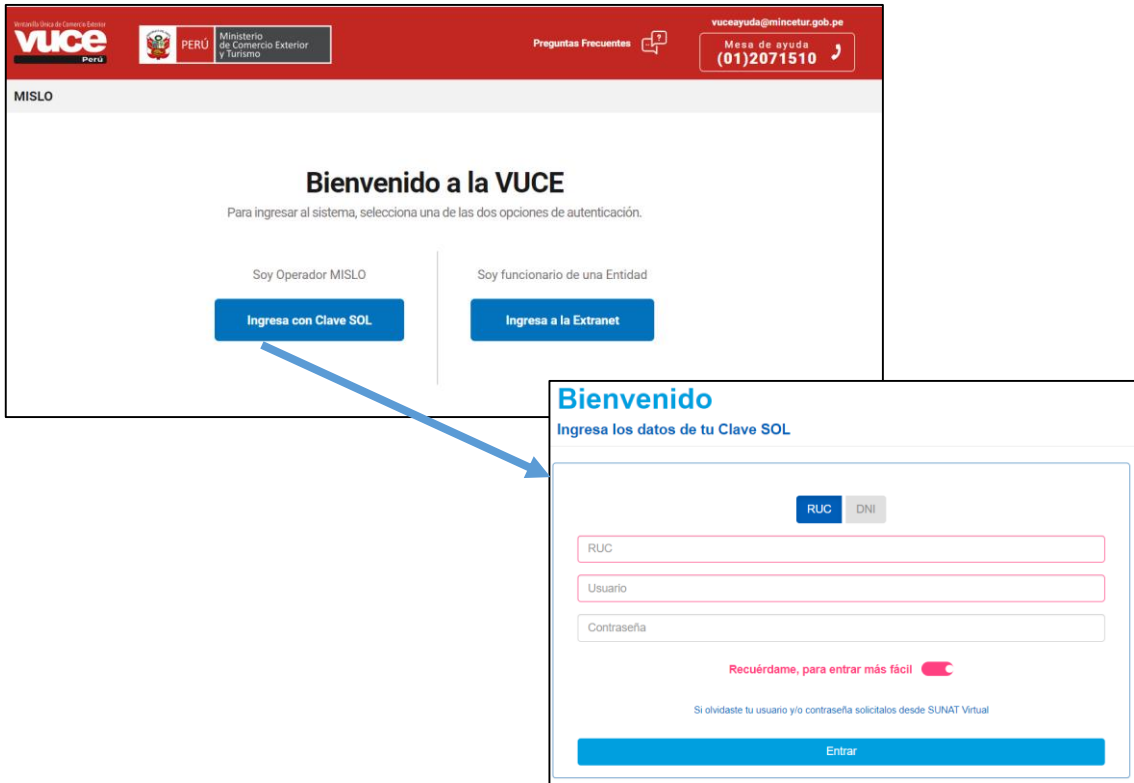 Ventanilla Única de Comercio Exterior
vuce
Perú
PERÚ
Ministerio
de Comercio Exterior
y Turismo
Preguntas Frecuentes
?
vuceayuda@mincetur.gob.pe
Mesa de ayuda
(01)2071510
MISLO
Bienvenido a la VUCE
Para ingresar al sistema, selecciona una de las dos opciones de autenticación.
Soy Operador MISLO
Ingresa con Clave SOL
Soy funcionario de una Entidad
Ingresa a la Extranet
Bienvenido
Ingresa los datos de tu Clave SOL
RUC
DNI
RUC
Usuario
Contraseña
Recuérdame, para entrar más fácil
Si olvidaste tu usuario y/o contraseña solicitalos desde SUNAT Virtual
Entrar